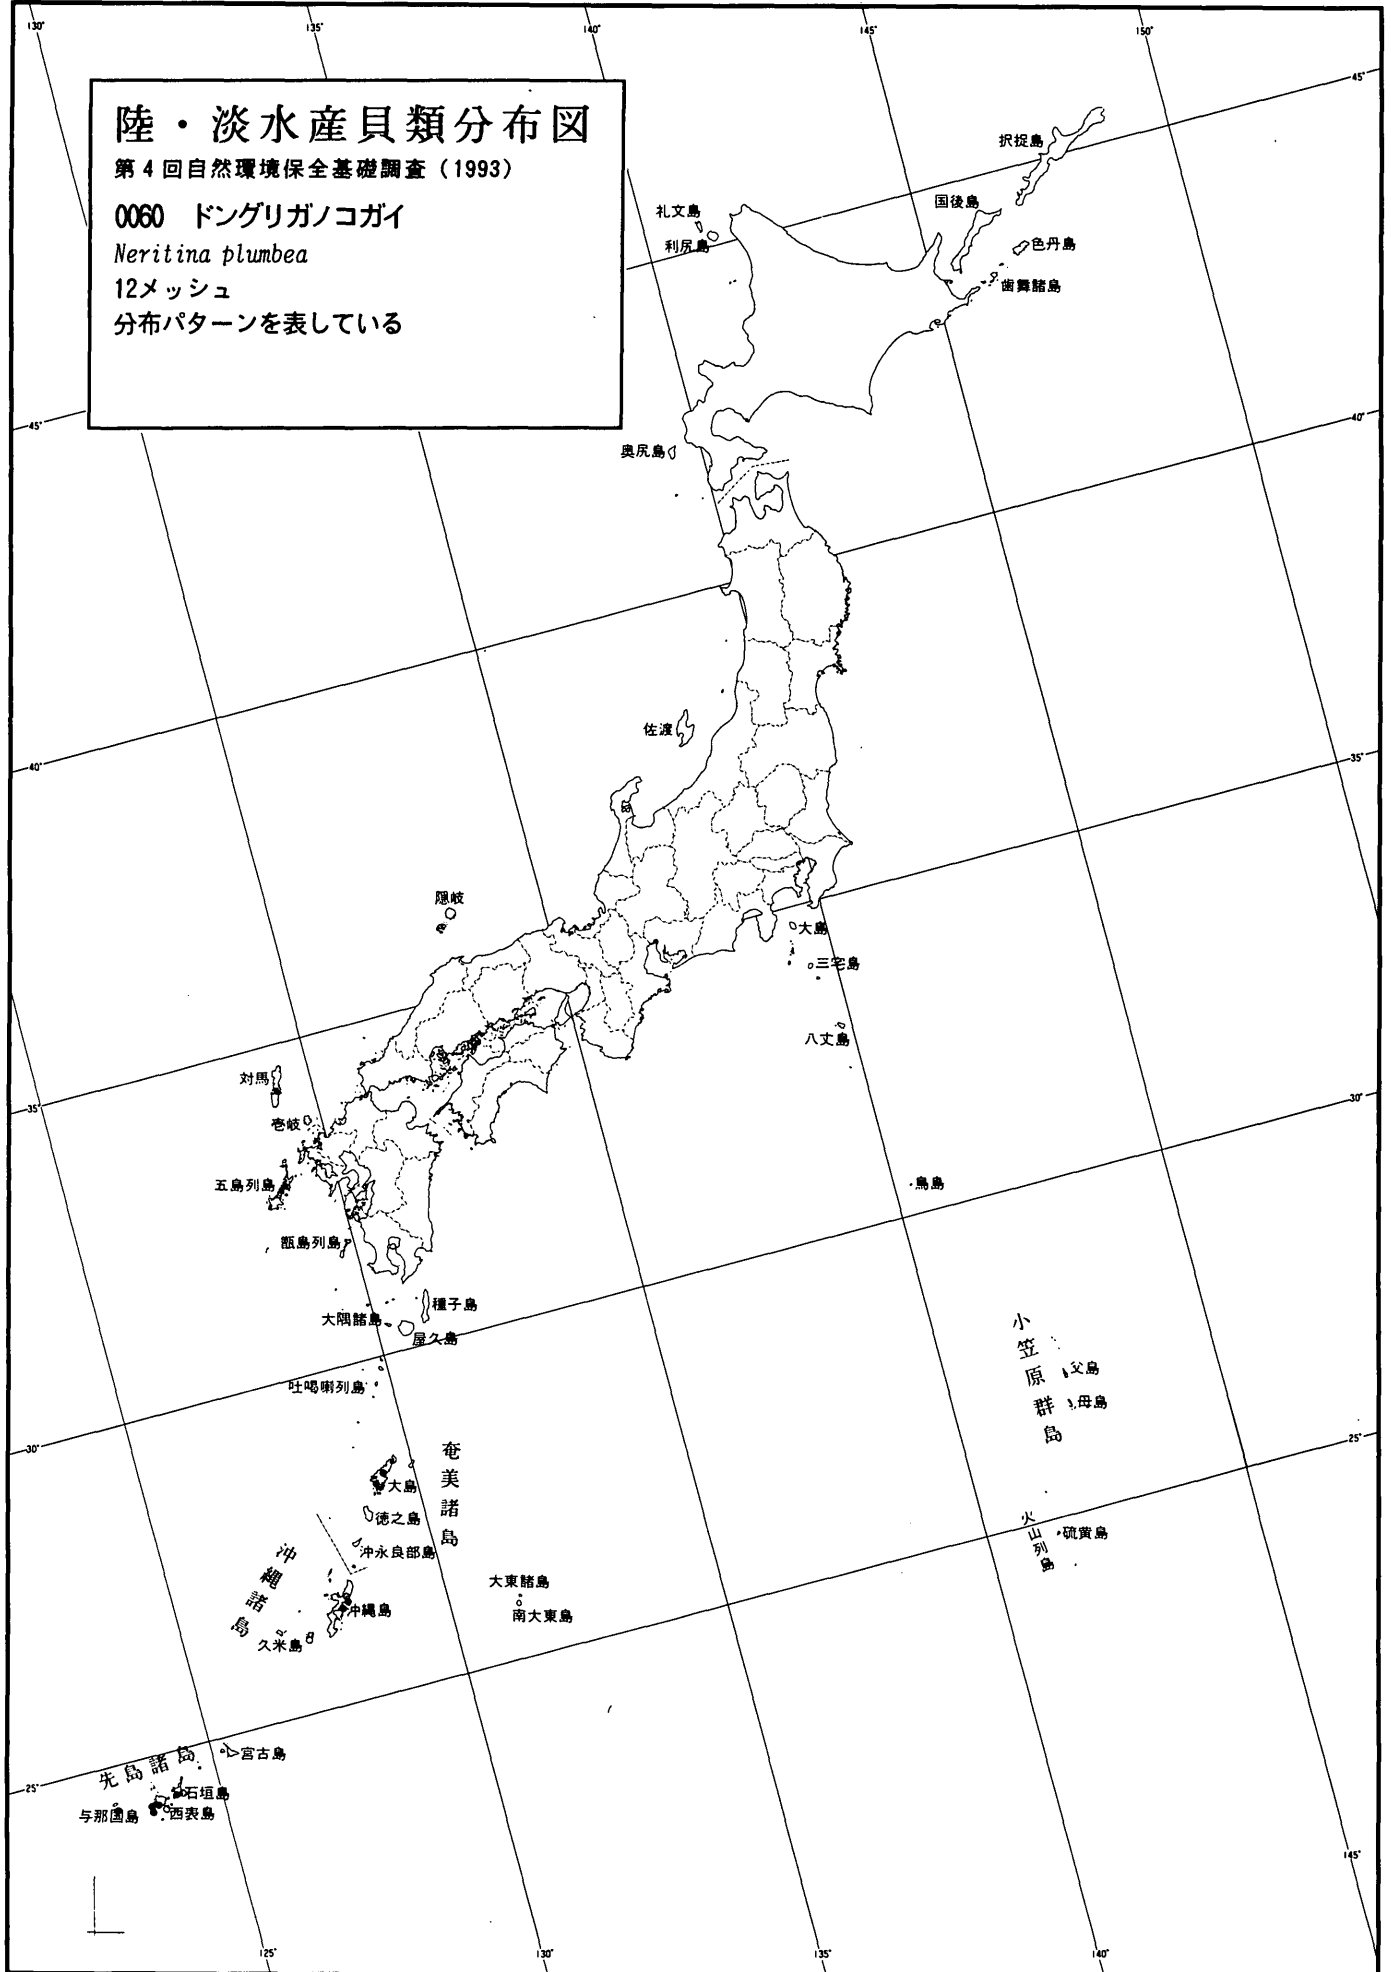 130°
135°
140°
145°
150°
陸・淡水産貝類分布図
第4回自然環境保全基礎調査（1993）
0060　ドングリガノコガイ
Neritina plumbea
12メッシュ
分布パターンを表している
45°
択捉島
国後島
礼文島
利尻島
色丹島
歯舞諸島
45°
40°
奥尻島
佐渡
40°
35°
隠岐
大島
三宅島
八丈島
対馬
35°
壱岐
30°
五島列島
鳥島
甑島列島
種子島
大隅諸島
屋久島
小笠原群島
父島
吐噶喇列島
母島
30°
25°
奄美諸島
大島
徳之島
火山列島
硫黄島
沖永良部島
沖縄諸島
大東諸島
沖縄島
南大東島
久米島
先島諸島
宮古島
25°
石垣島
与那国島
西表島
145°
125°
130°
135°
140°